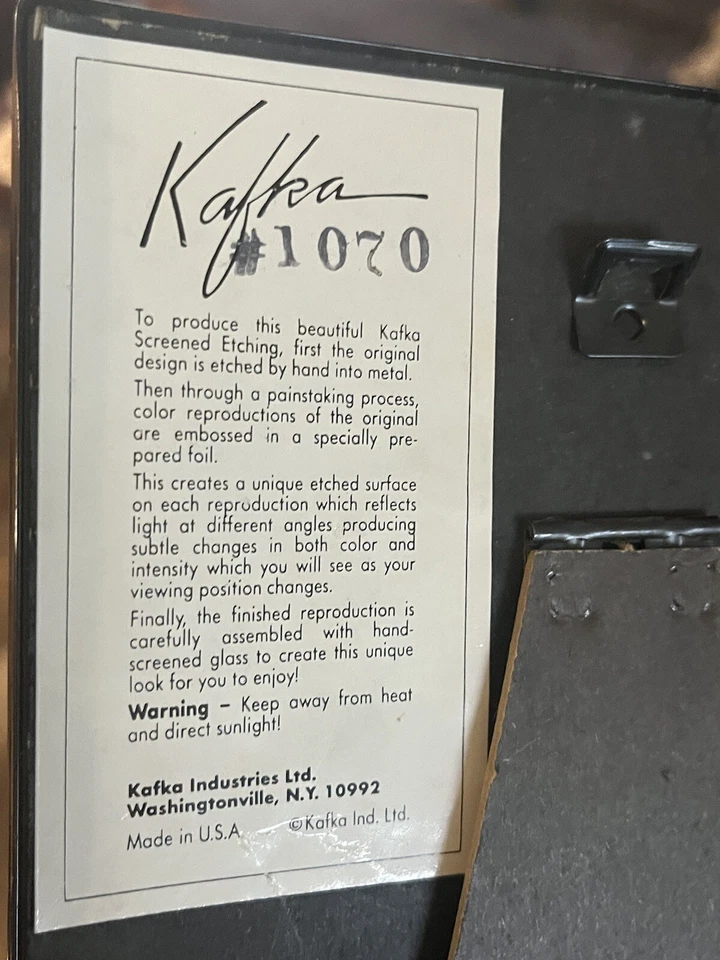 Kafka
#1070
To produce this beautiful Kafka
Screened Etching, first the original
design is etched by hand into metal.
Then through a painstaking process,
color reproductions of the original
are embossed in a specially pre-
pared foil.
This creates a unique etched surface
on each reproduction which reflects
light at different angles producing
subtle changes in both color and
intensity which you will see as your
viewing position changes.
Finally, the finished reproduction is
carefully assembled with hand-
screened glass to create this unique
look for you to enjoy!
Warning – Keep away from heat
and direct sunlight!
Kafka Industries Ltd.
Washingtonville, N.Y. 10992
Made in U.S.A. ©Kafka Ind. Ltd.